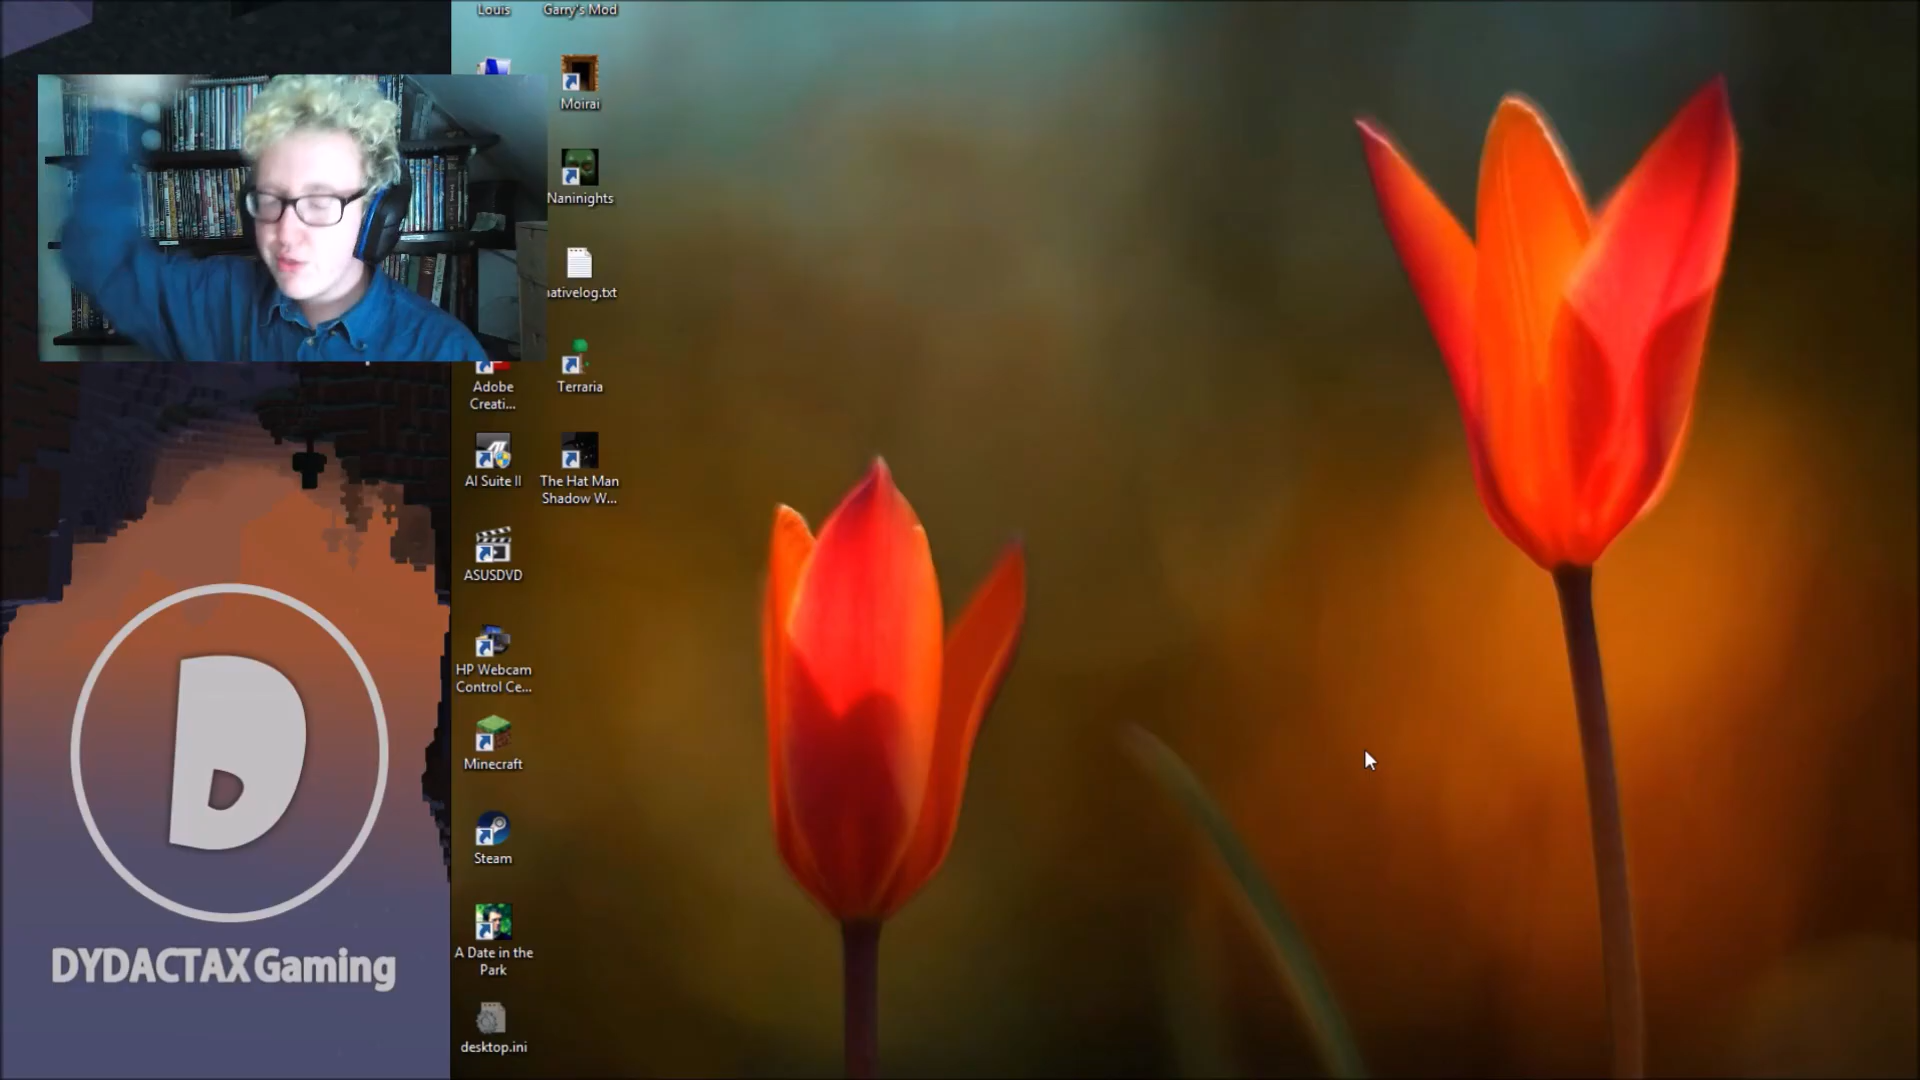 Louis
Garry's Mod
Moirai
Naninights
nativelog.txt
Adobe
Creati...
Terraria
AI Suite II
The Hat Man
Shadow W...
ASUSDVD
HP Webcam
Control Ce...
Minecraft
Steam
A Date in the
Park
desktop.ini
D
DYDACTAX Gaming